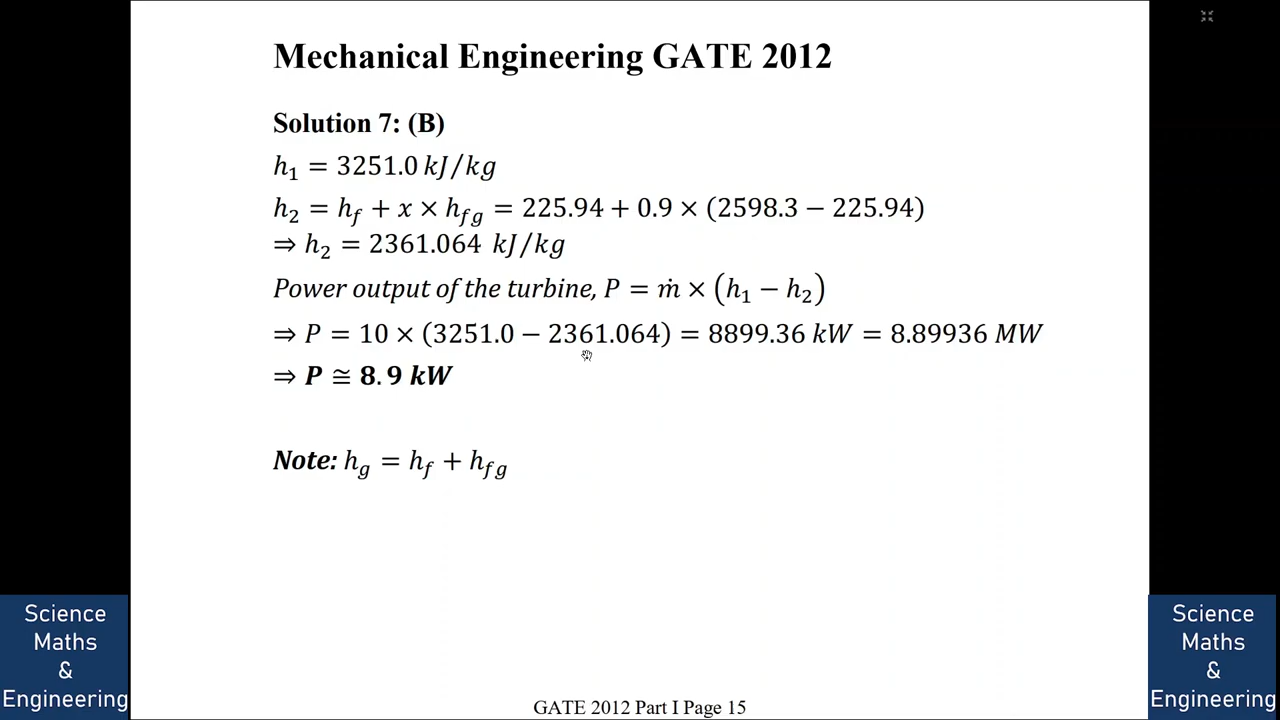 Mechanical Engineering GATE 2012
Solution 7: (B)
h₁ = 3251.0 kJ/kg
h₂ = h_f + x × h_fg = 225.94 + 0.9 × (2598.3 − 225.94)
⇒ h₂ = 2361.064 kJ/kg
Power output of the turbine, P = ṁ × (h₁ − h₂)
⇒ P = 10 × (3251.0 − 2361.064) = 8899.36 kW = 8.89936 MW
⇒ P ≅ 8.9 kW
Note: h_g = h_f + h_fg
Science
Maths
&
Engineering
Science
Maths
&
Engineering
GATE 2012 Part I Page 15